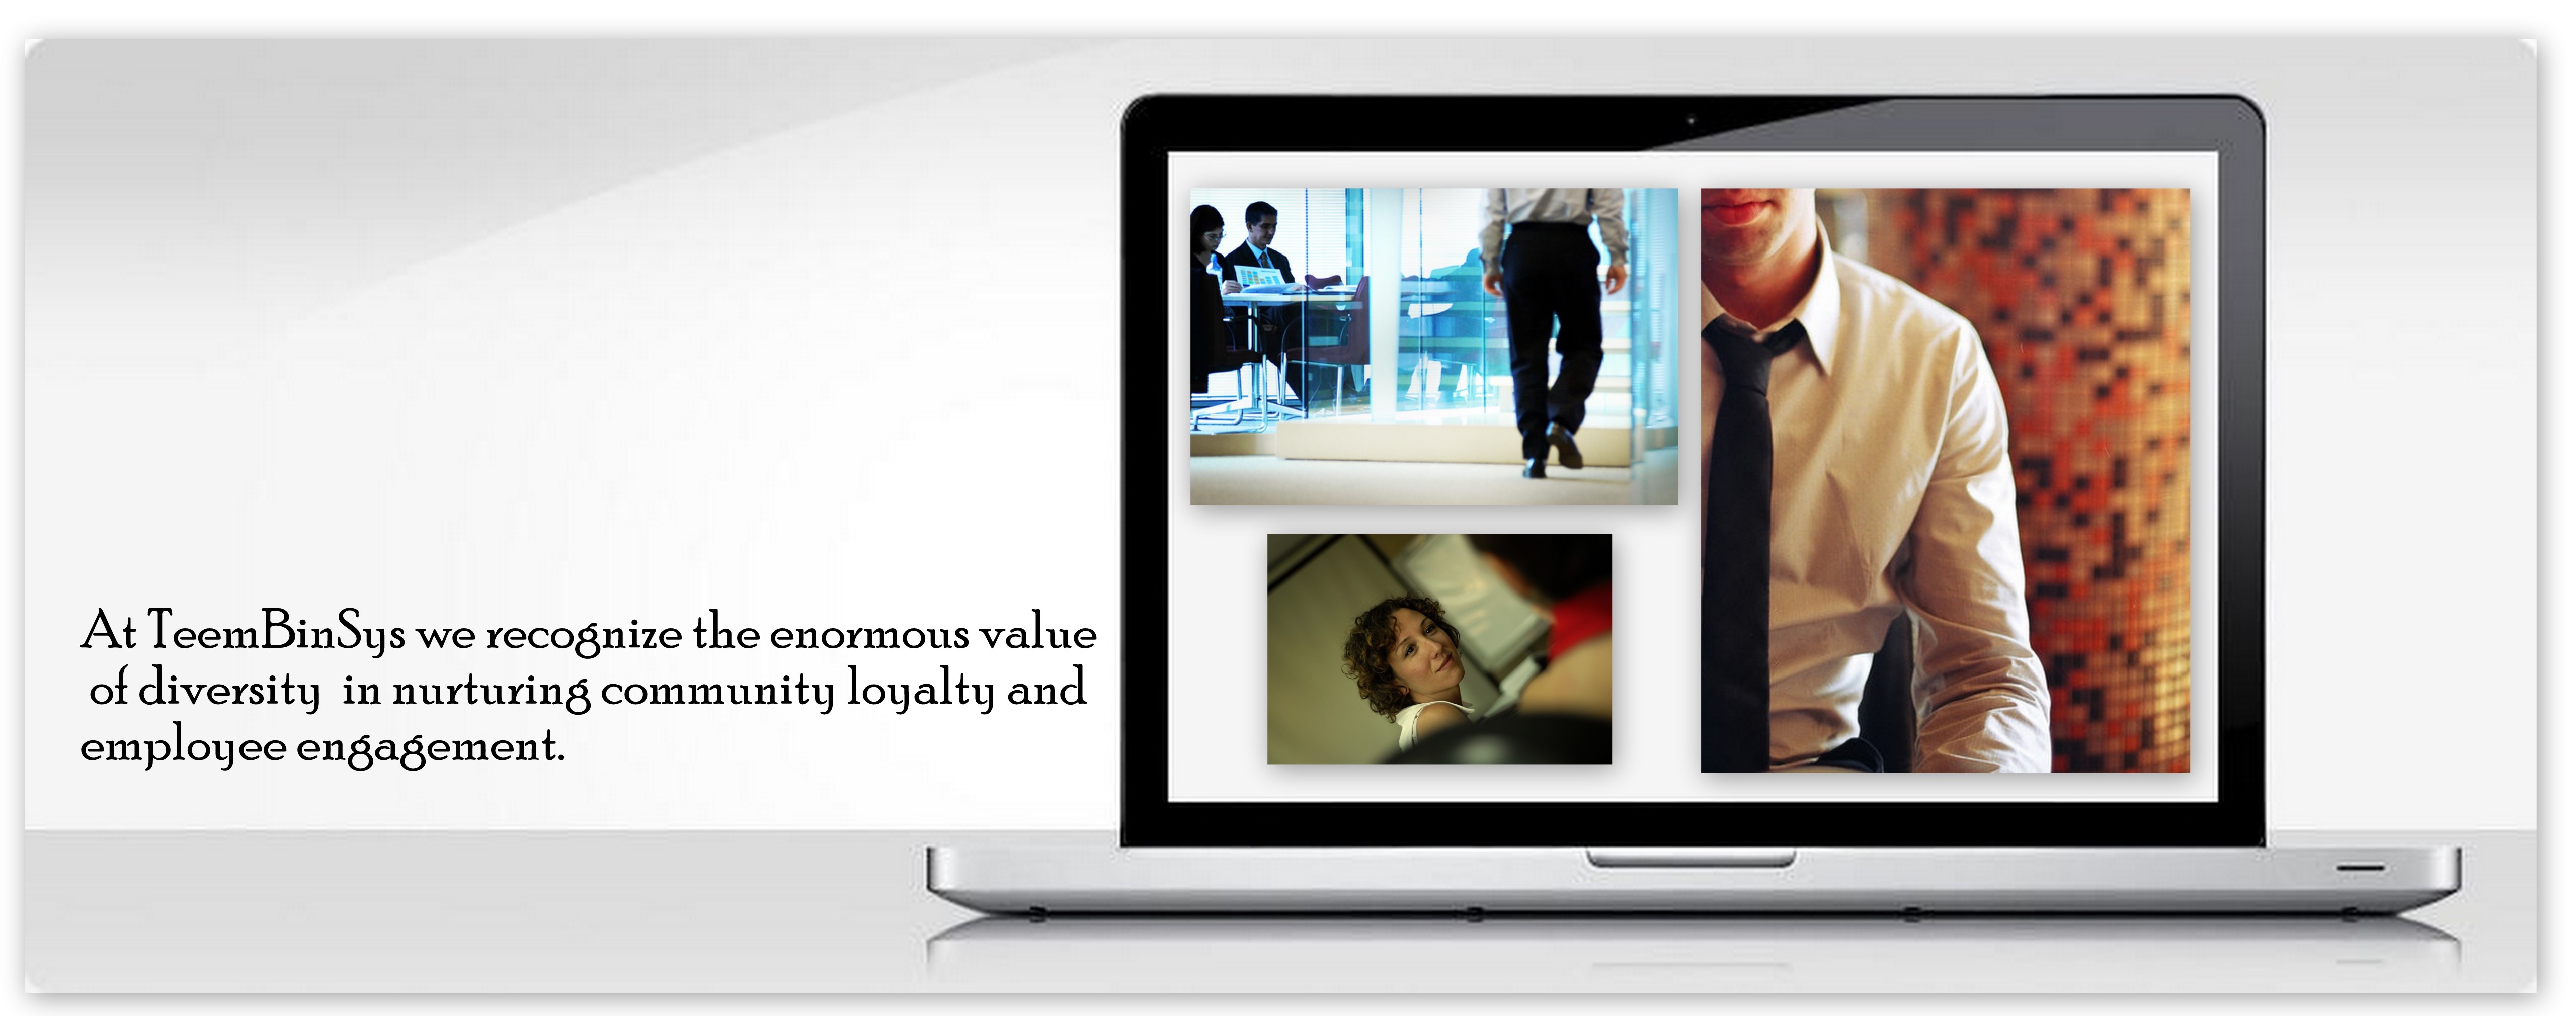 At TeemBinSys we recognize the enormous value
of diversity in nurturing community loyalty and
employee engagement.